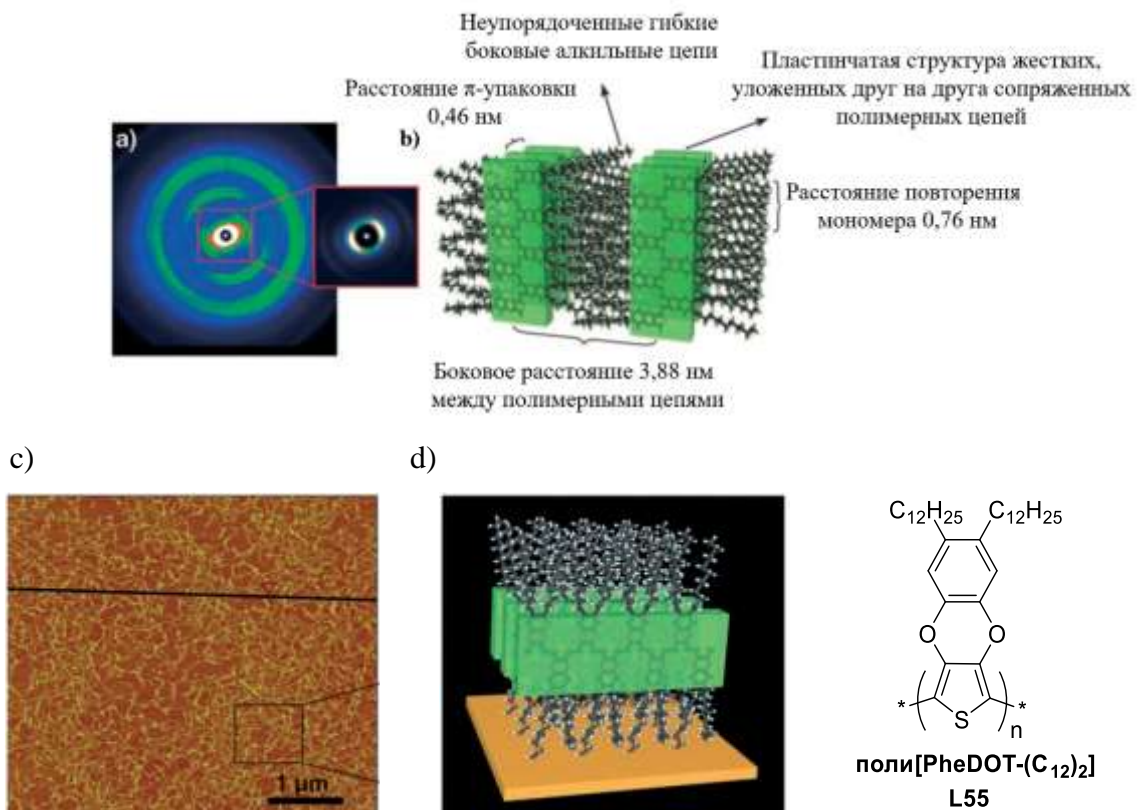 Неупорядоченные гибкие
боковые алкильные цепи
Пластинчатая структура жестких,
уложенных друг на друга сопряженных
полимерных цепей
Расстояние π-упаковки
0,46 нм
a)
b)
Расстояние повторения
мономера 0,76 нм
Боковое расстояние 3,88 нм
между полимерными цепями
c)
d)
1 μm
C12H25 C12H25
O O
* ( S )n *
поли[PheDOT-(C12)2]
L55